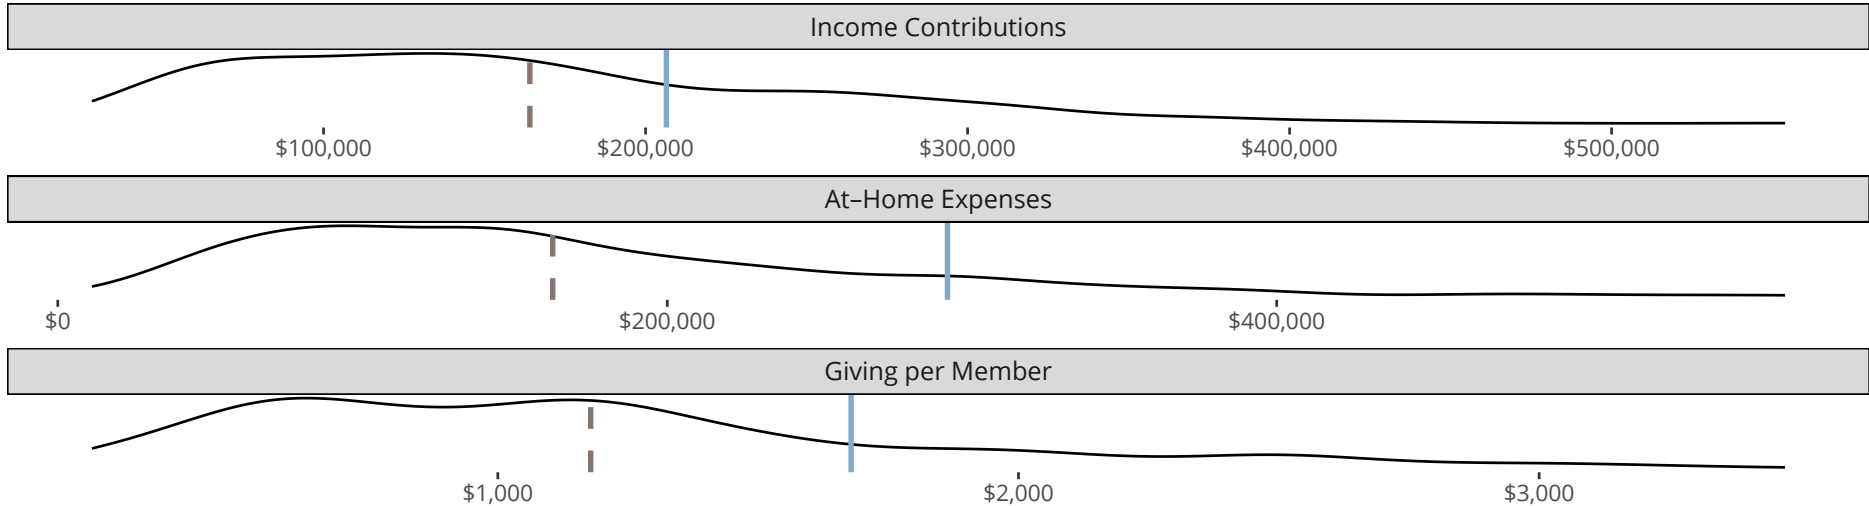 Income Contributions
$100,000 $200,000 $300,000 $400,000 $500,000
At–Home Expenses
$0 $200,000 $400,000
Giving per Member
$1,000 $2,000 $3,000